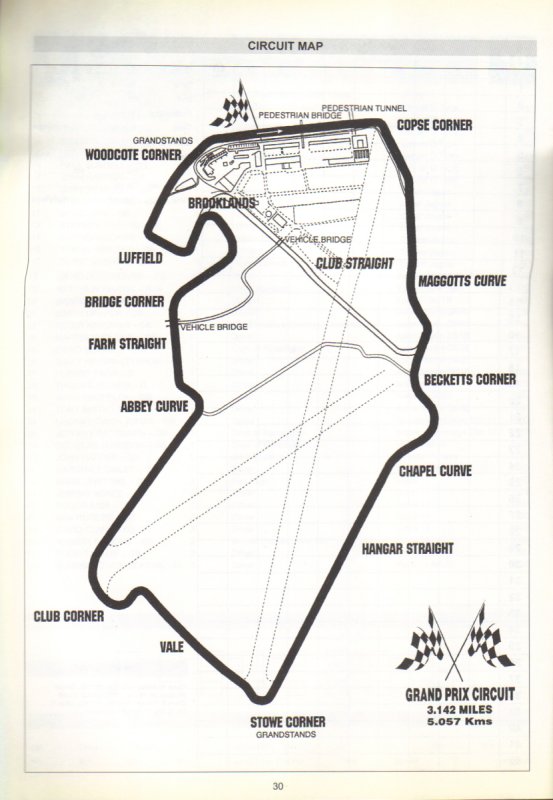 CIRCUIT MAP
PEDESTRIAN TUNNEL
PEDESTRIAN BRIDGE
COPSE CORNER
GRANDSTANDS
WOODCOTE CORNER
BROOKLANDS
VEHICLE BRIDGE
LUFFIELD
CLUB STRAIGHT
MAGGOTTS CURVE
BRIDGE CORNER
VEHICLE BRIDGE
FARM STRAIGHT
BECKETTS CORNER
ABBEY CURVE
CHAPEL CURVE
HANGAR STRAIGHT
CLUB CORNER
VALE
GRAND PRIX CIRCUIT
3.142 MILES
5.057 Kms
STOWE CORNER
GRANDSTANDS
30